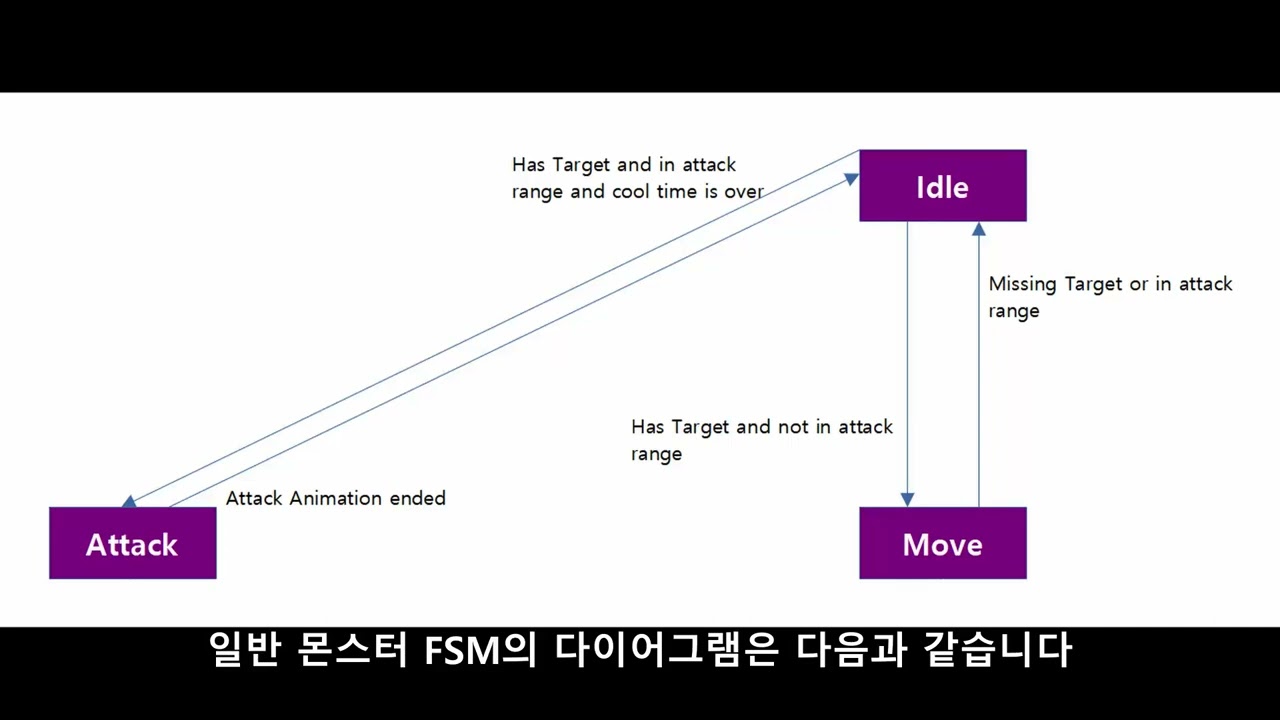 Has Target and in attack
range and cool time is over
Idle
Missing Target or in attack
range
Has Target and not in attack
range
Attack Animation ended
Attack
Move
일반 몬스터 FSM의 다이어그램은 다음과 같습니다